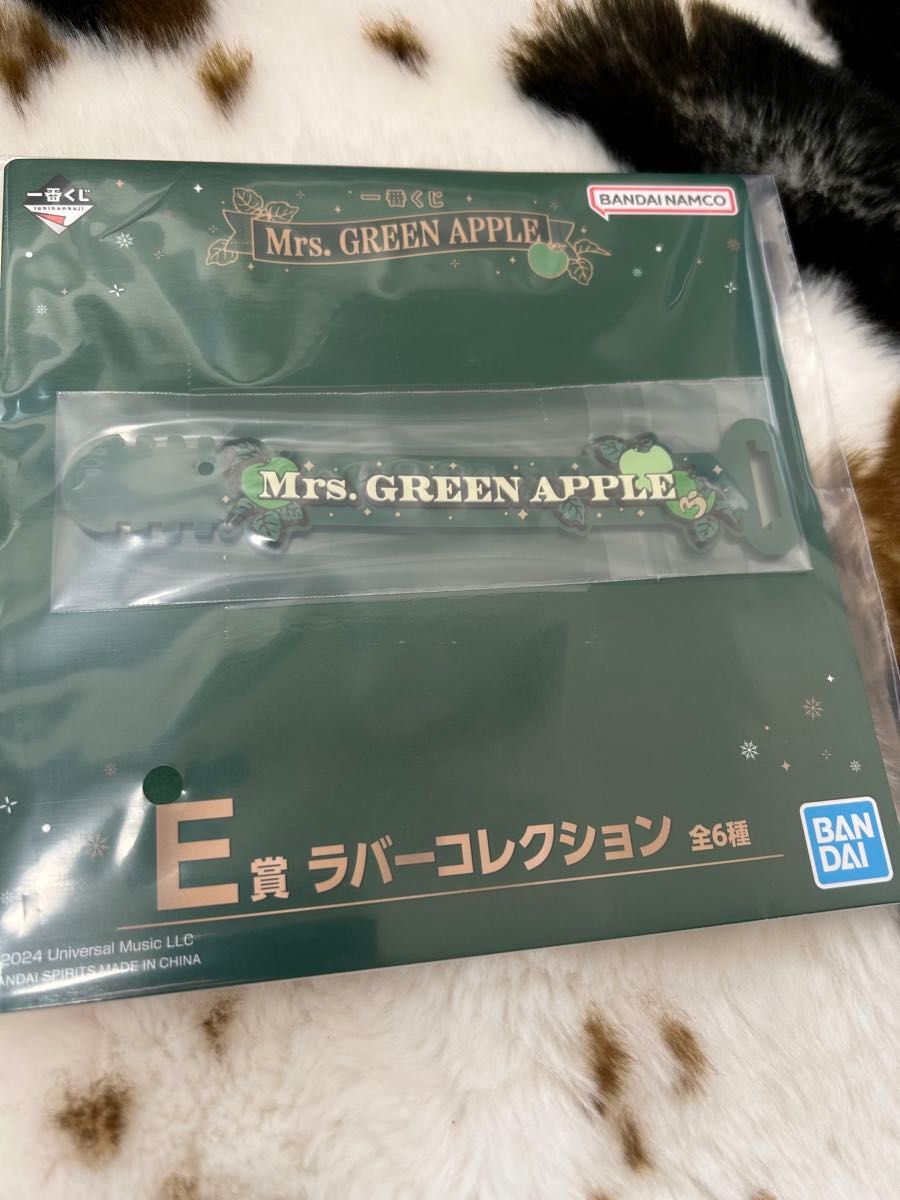 一番くじ
ichibankuji
一番くじ
Mrs. GREEN APPLE
BANDAI NAMCO
Mrs. GREEN APPLE
E賞 ラバーコレクション 全6種
BAN
DAI
2024 Universal Music LLC
ANDAI SPIRITS MADE IN CHINA